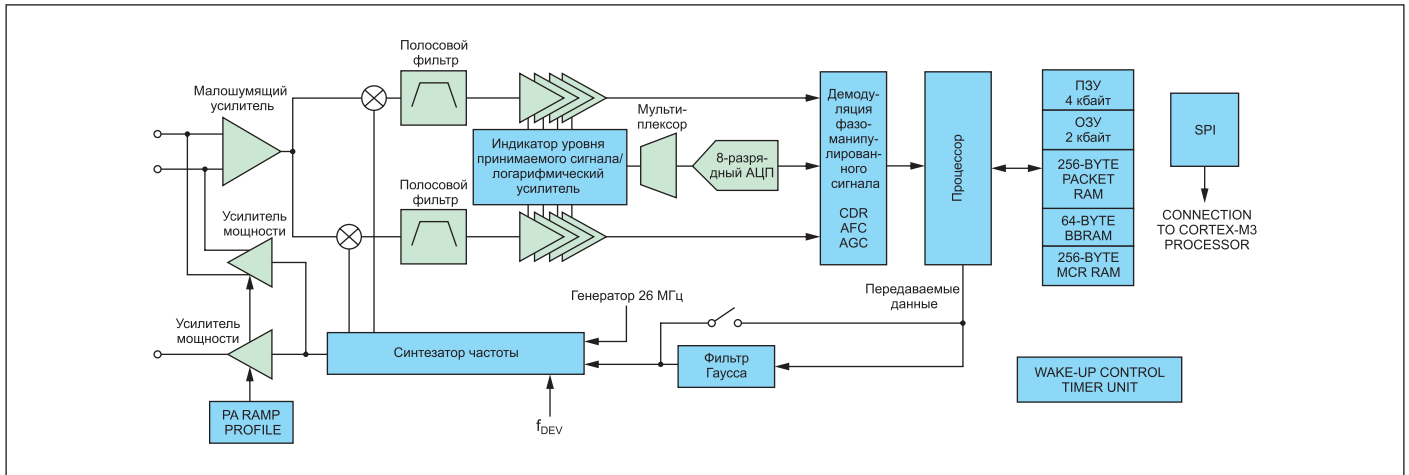 Полосовой
фильтр
Малошумящий
усилитель
Мульти-
плексор
Индикатор уровня
принимаемого сигнала/
логарифмический
усилитель
8-разря-
дный АЦП
Демоду-
ляция
фазо-
манипу-
лирован-
ного
сигнала
CDR
AFC
AGC
Процессор
ПЗУ
4 кбайт
ОЗУ
2 кбайт
256-BYTE
PACKET
RAM
64-BYTE
BBRAM
256-BYTE
MCR RAM
SPI
CONNECTION
TO CORTEX-M3
PROCESSOR
Полосовой
фильтр
Усилитель
мощности
Передаваемые
данные
Генератор 26 МГц
Усилитель
мощности
Синтезатор частоты
Фильтр
Гаусса
WAKE-UP CONTROL
TIMER UNIT
PA RAMP
PROFILE
fDEV